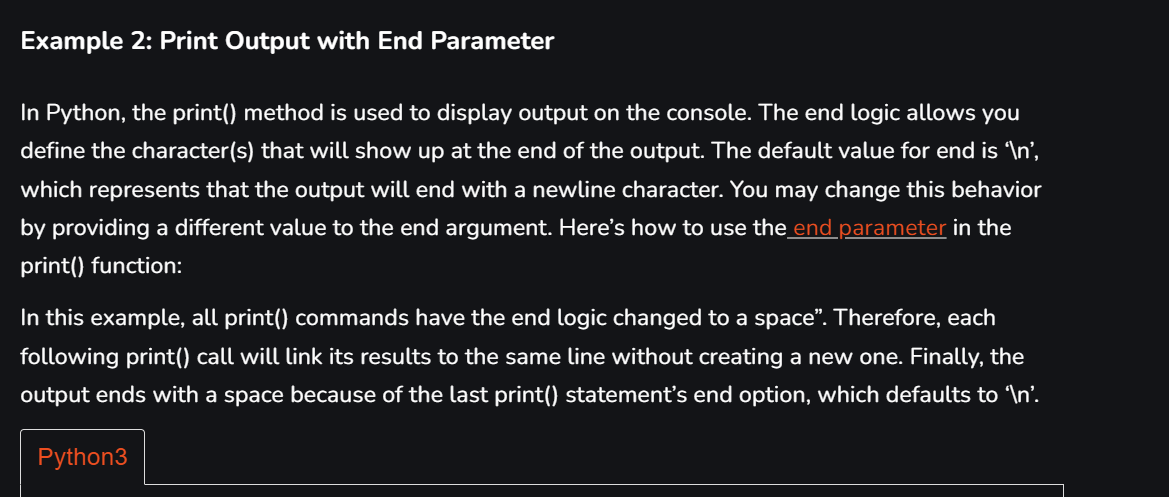 Example 2: Print Output with End Parameter
In Python, the print() method is used to display output on the console. The end logic allows you
define the character(s) that will show up at the end of the output. The default value for end is ‘\n’,
which represents that the output will end with a newline character. You may change this behavior
by providing a different value to the end argument. Here’s how to use the end parameter in the
print() function:
In this example, all print() commands have the end logic changed to a space”. Therefore, each
following print() call will link its results to the same line without creating a new one. Finally, the
output ends with a space because of the last print() statement’s end option, which defaults to ‘\n’.
Python3